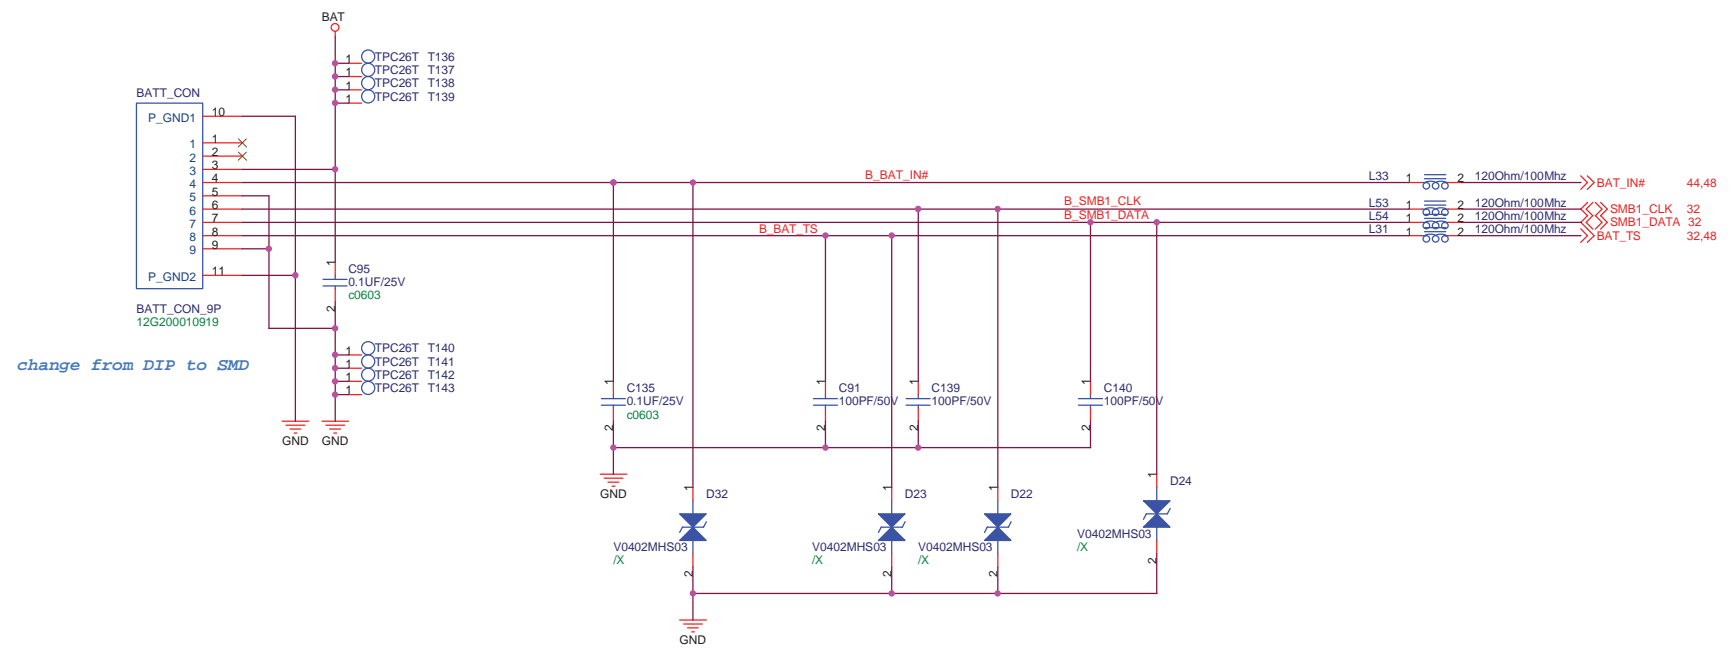 BAT
1 TPC26T T136
1 TPC26T T137
1 TPC26T T138
1 TPC26T T139
BATT_CON
P_GND1 10
1 1
2 2
3 3
4 4
5 5
6 6
7 7
8 8
9 9
P_GND2 11
BATT_CON_9P
12G200010919
change from DIP to SMD
B_BAT_IN#
L33 1 2 120Ohm/100Mhz BAT_IN# 44,48
B_SMB1_CLK
L53 1 2 120Ohm/100Mhz SMB1_CLK 32
B_SMB1_DATA
L54 1 2 120Ohm/100Mhz SMB1_DATA 32
B_BAT_TS
L31 1 2 120Ohm/100Mhz BAT_TS 32,48
1
C95
0.1UF/25V
c0603
2
1 TPC26T T140
1 TPC26T T141
1 TPC26T T142
1 TPC26T T143
GND
GND
1
C135
0.1UF/25V
c0603
2
1
C91
100PF/50V
2
1
C139
100PF/50V
2
1
C140
100PF/50V
2
GND
1
D32
V0402MHS03
/X
2
1
D23
V0402MHS03
/X
2
1
D22
V0402MHS03
/X
2
1
D24
V0402MHS03
/X
2
GND